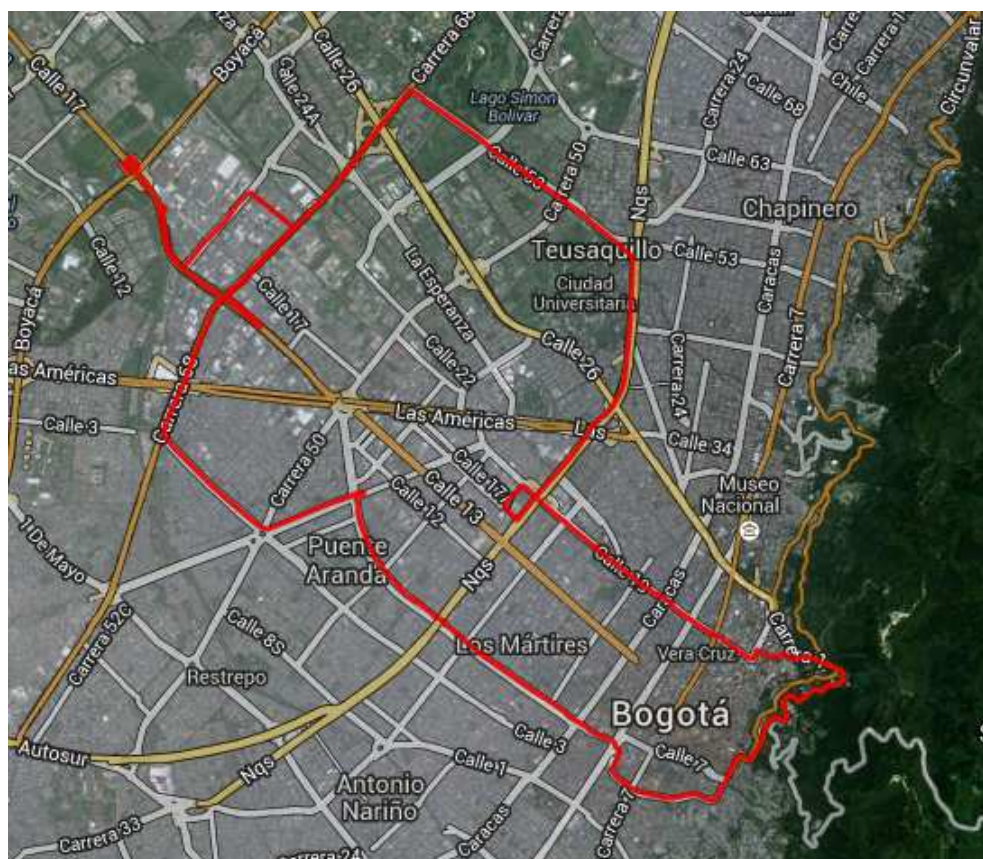 Calle 17
Boyacá
Calle 26
Calle 24A
Carrera 68
Lago Simon
Bolivar
Carrera 50
Calle 53
Carrera 24
Calle 68
Carrera 68
Chile
Circunvalar
Calle 63
Nqs
Chapinero
Teusaquillo
Calle 53
Ciudad
Universitaria
La Esperanza
Caracas
Carrera 7
Calle 12
Boyacá
Calle 17
Calle 22
Calle 26
Carrera 24
as Américas
Las Américas
Las
Calle 34
Calle 3
Carrera 50
Calle 17
Museo
Nacional
Calle 12
Calle 13
Puente
Aranda
1 De Mayo
Nqs
Calle 19
Caracas
Carrera 52C
Calle 8S
Los Mártires
Vera Cruz
Restrepo
Bogotá
Calle 3
Calle 7
Autosur
Nqs
Calle 1
Antonio
Nariño
Carrera 7
Caracas
Carrera 33
Carrera 24